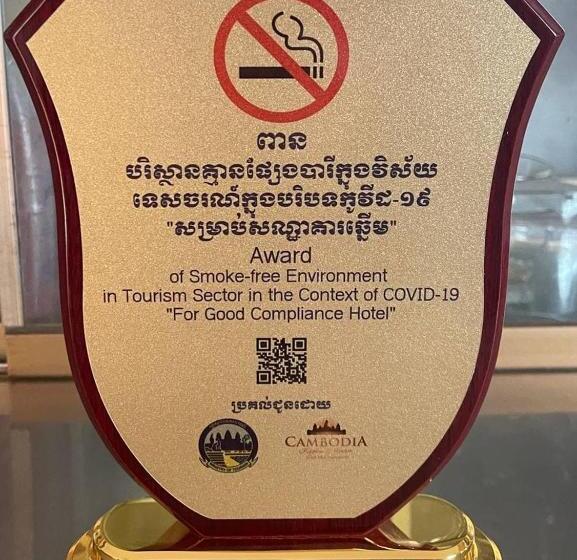 ពាន
បរិស្ថានគ្មានផ្សែងបារីក្នុងវិស័យ
ទេសចរណ៍ក្នុងបរិបទកូវីដ-១៩
"សម្រាប់សណ្ឋាគារឆ្នើម"
Award
of Smoke-free Environment
in Tourism Sector in the Context of COVID-19
"For Good Compliance Hotel"
ប្រគល់ជូនដោយ
CAMBODIA